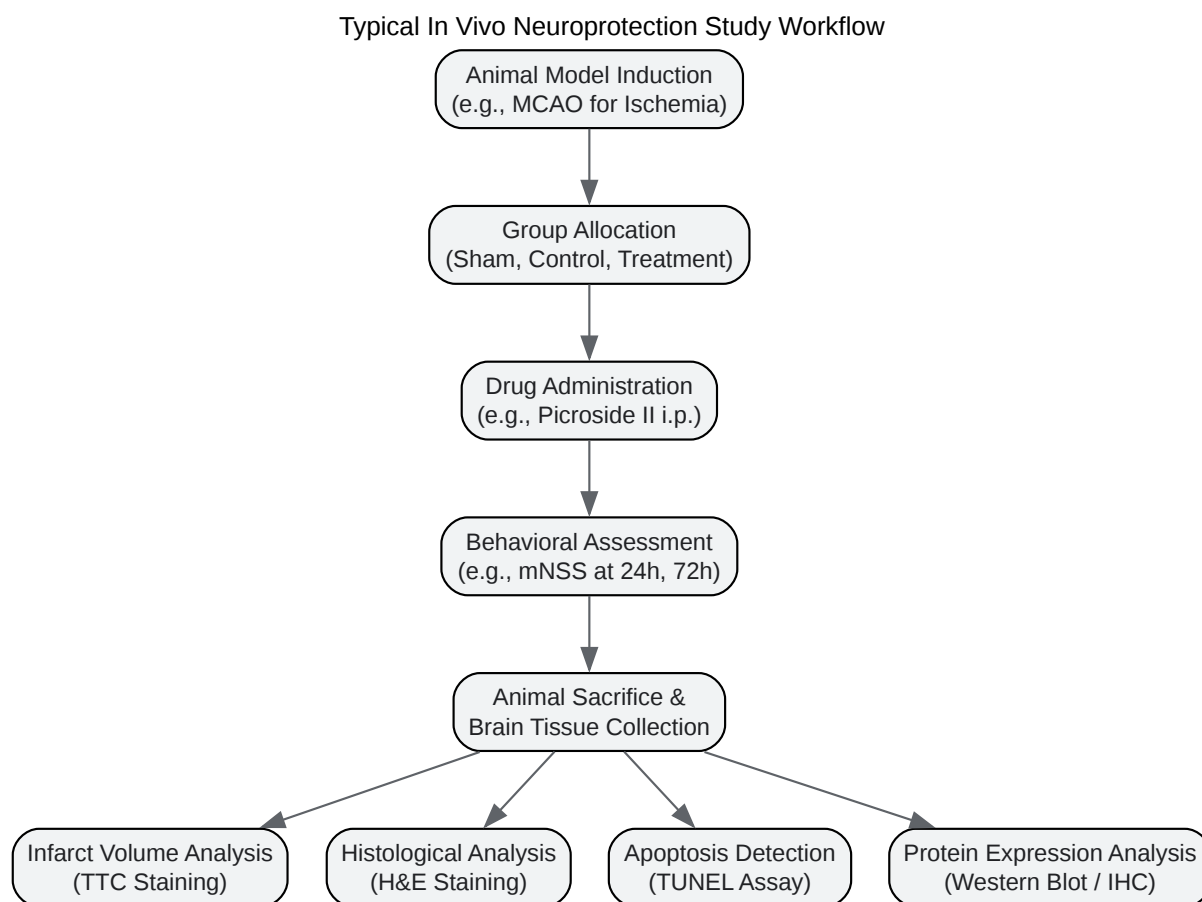 Typical In Vivo Neuroprotection Study Workflow
Animal Model Induction
(e.g., MCAO for Ischemia)
Group Allocation
(Sham, Control, Treatment)
Drug Administration
(e.g., Picroside II i.p.)
Behavioral Assessment
(e.g., mNSS at 24h, 72h)
Animal Sacrifice &
Brain Tissue Collection
Infarct Volume Analysis
(TTC Staining)
Histological Analysis
(H&E Staining)
Apoptosis Detection
(TUNEL Assay)
Protein Expression Analysis
(Western Blot / IHC)